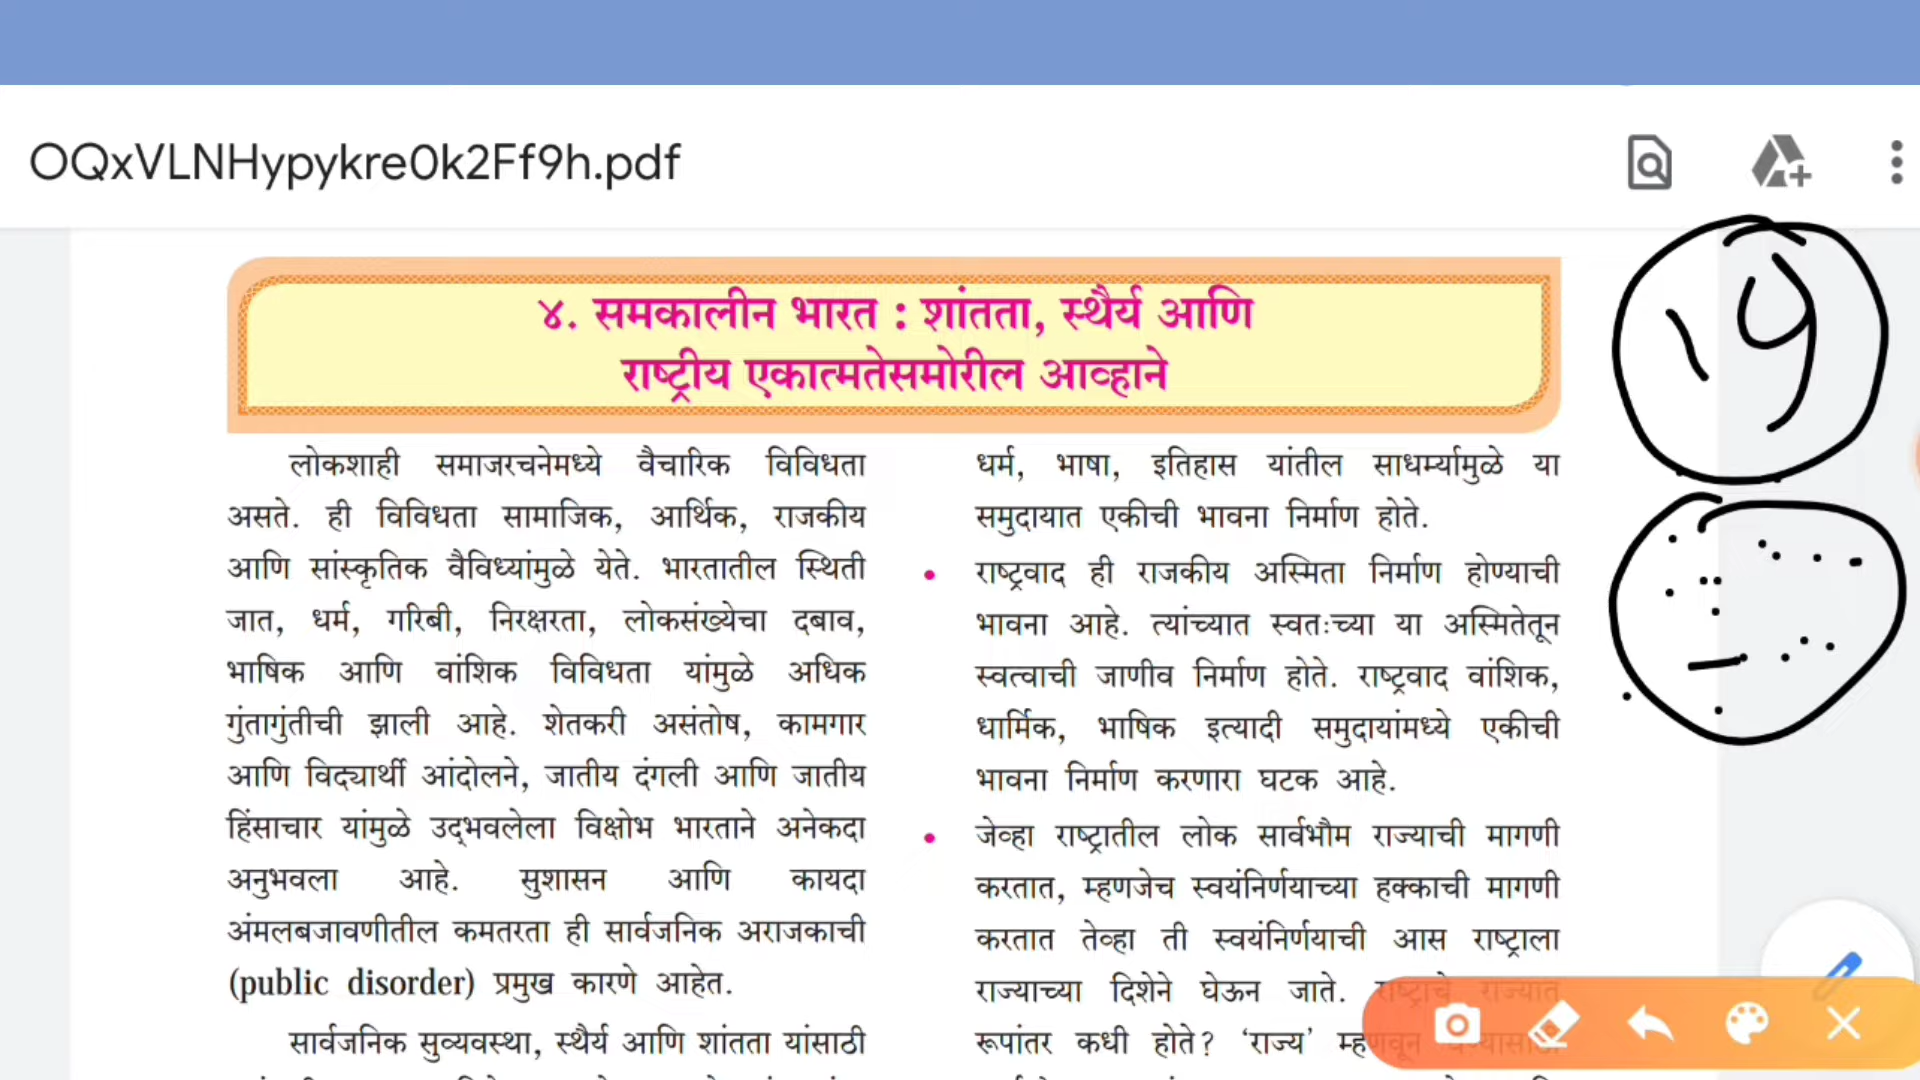 OQxVLNHypykre0k2Ff9h.pdf
४. समकालीन भारत : शांतता, स्थैर्य आणि
राष्ट्रीय एकात्मतेसमोरील आव्हाने
लोकशाही समाजरचनेमध्ये वैचारिक विविधता
असते. ही विविधता सामाजिक, आर्थिक, राजकीय
आणि सांस्कृतिक वैविध्यांमुळे येते. भारतातील स्थिती
जात, धर्म, गरिबी, निरक्षरता, लोकसंख्येचा दबाव,
भाषिक आणि वांशिक विविधता यांमुळे अधिक
गुंतागुंतीची झाली आहे. शेतकरी असंतोष, कामगार
आणि विद्यार्थी आंदोलने, जातीय दंगली आणि जातीय
हिंसाचार यांमुळे उद्‌भवलेला विक्षोभ भारताने अनेकदा
अनुभवला आहे. सुशासन आणि कायदा
अंमलबजावणीतील कमतरता ही सार्वजनिक अराजकाची
(public disorder) प्रमुख कारणे आहेत.
सार्वजनिक सुव्यवस्था, स्थैर्य आणि शांतता यांसाठी
धर्म, भाषा, इतिहास यांतील साधर्म्यामुळे या
समुदायात एकीची भावना निर्माण होते.
• राष्ट्रवाद ही राजकीय अस्मिता निर्माण होण्याची
भावना आहे. त्यांच्यात स्वतःच्या या अस्मितेतून
स्वत्वाची जाणीव निर्माण होते. राष्ट्रवाद वांशिक,
धार्मिक, भाषिक इत्यादी समुदायांमध्ये एकीची
भावना निर्माण करणारा घटक आहे.
• जेव्हा राष्ट्रातील लोक सार्वभौम राज्याची मागणी
करतात, म्हणजेच स्वयंनिर्णयाच्या हक्काची मागणी
करतात तेव्हा ती स्वयंनिर्णयाची आस राष्ट्राला
राज्याच्या दिशेने घेऊन जाते. राष्ट्राचे राज्यात
रूपांतर कधी होते? ‘राज्य’ म्हणवून घेण्यासाठी